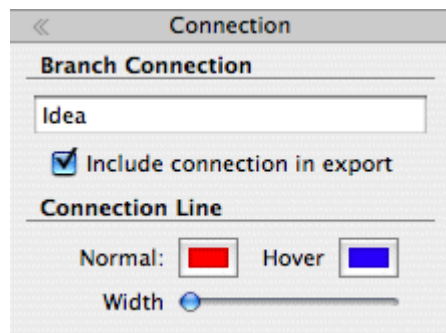 Connection
Branch Connection
Idea
Include connection in export
Connection Line
Normal: Hover
Width